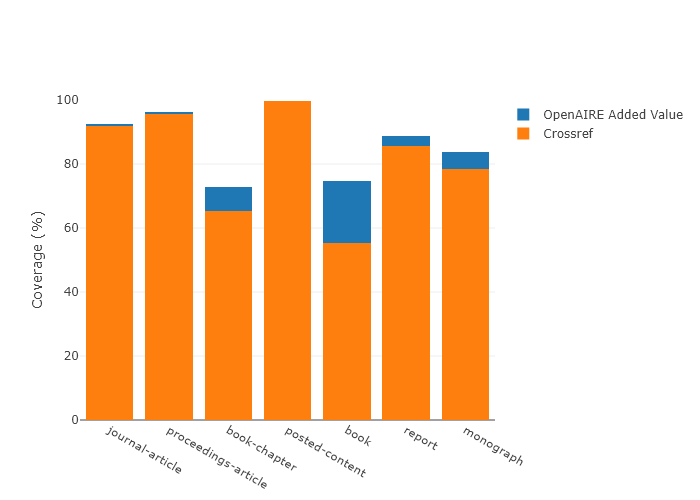 100
80
60
40
20
0
Coverage (%)
journal-article
proceedings-article
book-chapter
posted-content
book
report
monograph
OpenAIRE Added Value
Crossref